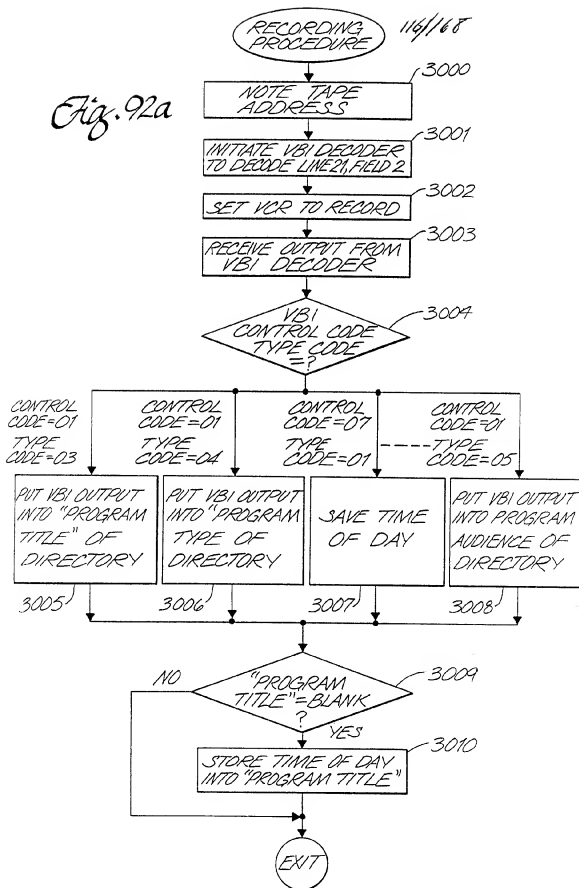 RECORDING
PROCEDURE
116/168
Fig. 92a
3000
NOTE TAPE
ADDRESS
3001
INITIATE VBI DECODER
TO DECODE LINE 21, FIELD 2
3002
SET VCR TO RECORD
3003
RECEIVE OUTPUT FROM
VBI DECODER
3004
VBI
CONTROL CODE
TYPE CODE
=?
CONTROL
CODE=01
TYPE
CODE=03
CONTROL
CODE=01
TYPE
CODE=04
CONTROL
CODE=07
TYPE
CODE=01
CONTROL
CODE=01
TYPE
CODE=05
PUT VBI OUTPUT
INTO "PROGRAM
TITLE" OF
DIRECTORY
PUT VBI OUTPUT
INTO "PROGRAM
TYPE OF
DIRECTORY
SAVE TIME
OF DAY
PUT VBI OUTPUT
INTO PROGRAM
AUDIENCE OF
DIRECTORY
3005
3006
3007
3008
3009
"PROGRAM
TITLE"=BLANK
?
NO
YES
3010
STORE TIME OF DAY
INTO "PROGRAM TITLE"
EXIT